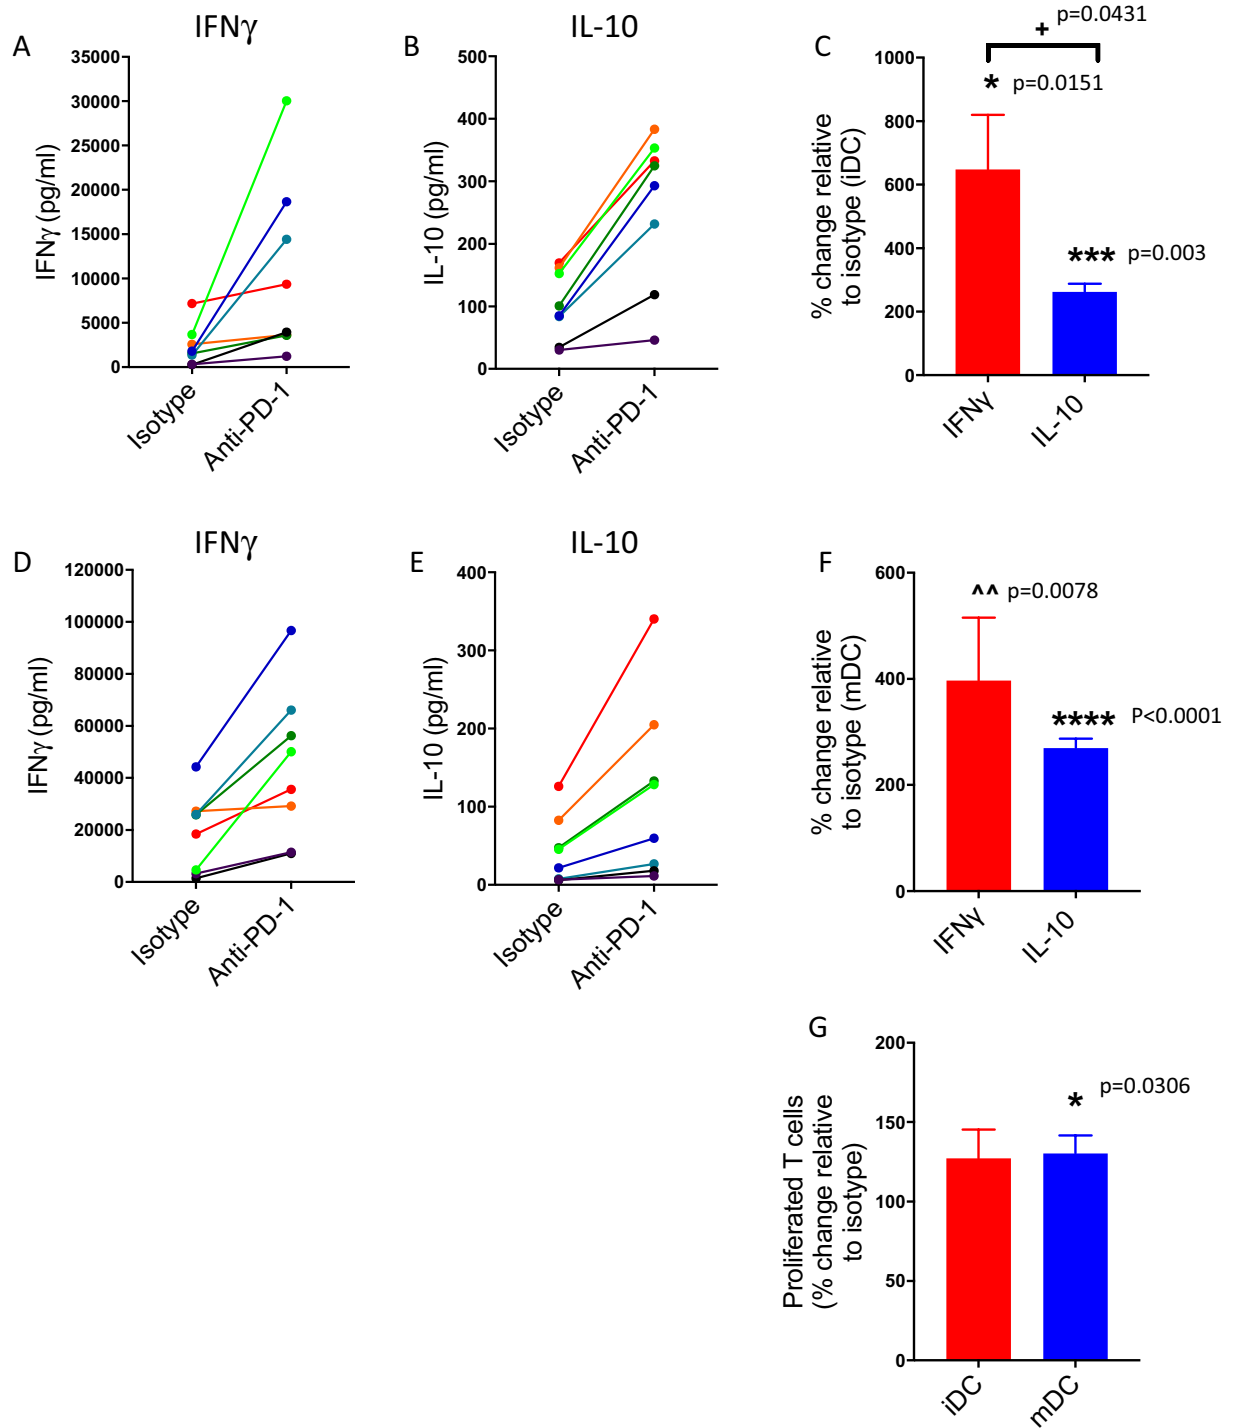 A
IFNγ
35000
30000
25000
20000
15000
10000
5000
0
IFNγ (pg/ml)
Isotype
Anti-PD-1
B
IL-10
500
400
300
200
100
0
IL-10 (pg/ml)
Isotype
Anti-PD-1
C
+ p=0.0431
* p=0.0151
*** p=0.003
1000
800
600
400
200
0
% change relative
to isotype (iDC)
IFNγ
IL-10
D
IFNγ
120000
100000
80000
60000
40000
20000
0
IFNγ (pg/ml)
Isotype
Anti-PD-1
E
IL-10
400
300
200
100
0
IL-10 (pg/ml)
Isotype
Anti-PD-1
F
^^ p=0.0078
**** P<0.0001
600
400
200
0
% change relative
to isotype (mDC)
IFNγ
IL-10
G
* p=0.0306
200
150
100
50
0
Proliferated T cells
(% change relative
to isotype)
iDC
mDC